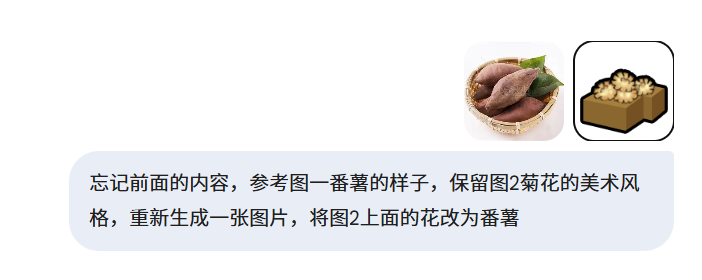 忘记前面的内容，参考图一番薯的样子，保留图2菊花的美术风
格，重新生成一张图片，将图2上面的花改为番薯